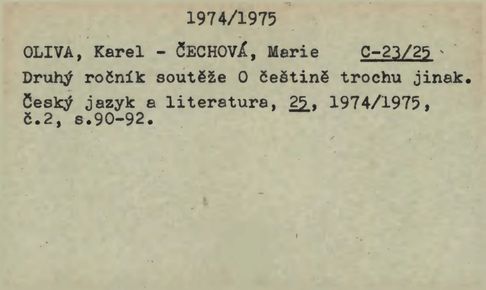 1974/1975
OLIVA, Karel - ČECHOVÁ, Marie C-23/25
Druhý ročník soutěže O češtině trochu jinak.
Český jazyk a literatura, 25, 1974/1975,
č.2, s.90-92.